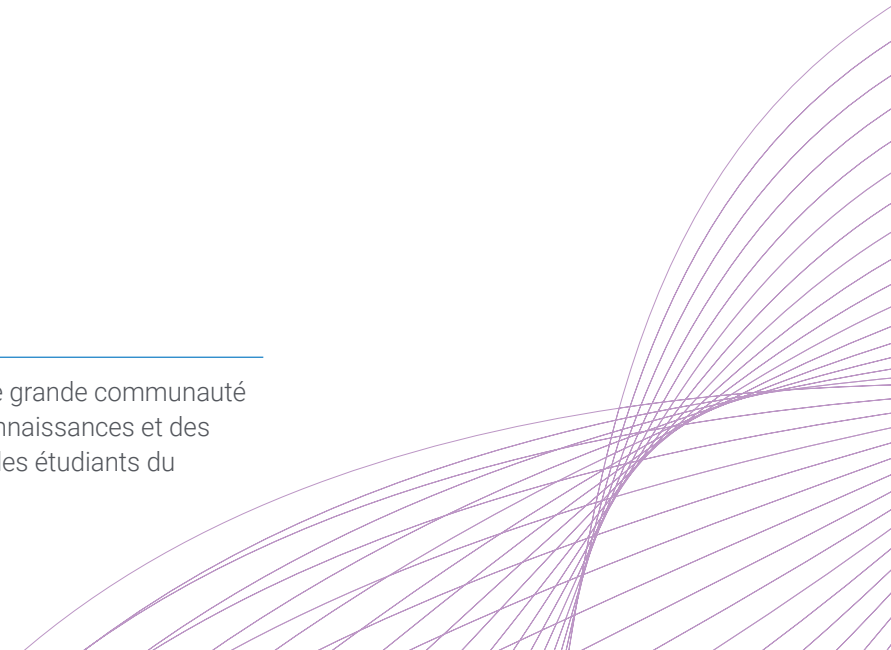 grande communauté
nnaissances et des
les étudiants du